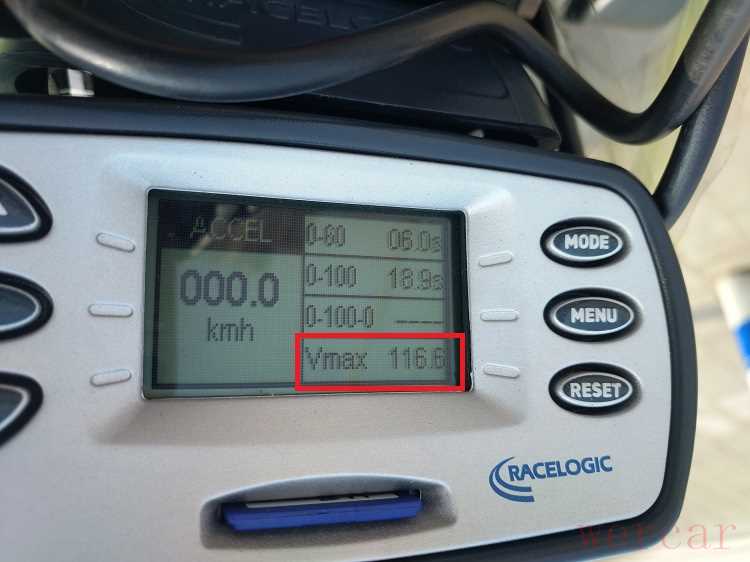 RACELOGIC
ACCEL
000.0
kmh
0-60 06.0s
0-100 18.9s
0-100-0 ----
Vmax 116.6
MODE
MENU
RESET
RACELOGIC
wercar